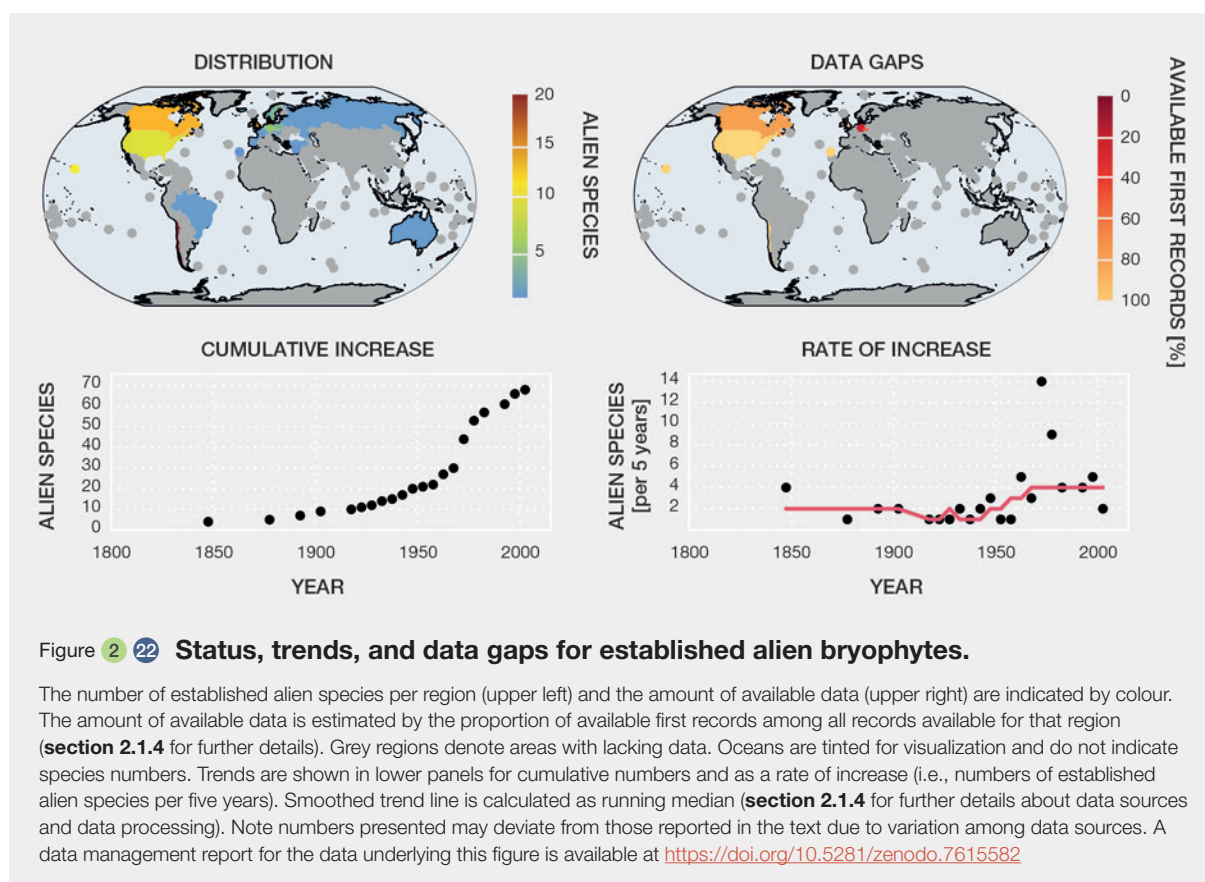 DISTRIBUTION
20
15
10
5
ALIEN SPECIES
DATA GAPS
0
20
40
60
80
100
AVAILABLE FIRST RECORDS [%]
CUMULATIVE INCREASE
ALIEN SPECIES
70
60
50
40
30
20
10
0
1800 1850 1900 1950 2000
YEAR
RATE OF INCREASE
ALIEN SPECIES
[per 5 years]
14
12
10
8
6
4
2
1800 1850 1900 1950 2000
YEAR
Figure 2 22 Status, trends, and data gaps for established alien bryophytes.
The number of established alien species per region (upper left) and the amount of available data (upper right) are indicated by colour.
The amount of available data is estimated by the proportion of available first records among all records available for that region
(section 2.1.4 for further details). Grey regions denote areas with lacking data. Oceans are tinted for visualization and do not indicate
species numbers. Trends are shown in lower panels for cumulative numbers and as a rate of increase (i.e., numbers of established
alien species per five years). Smoothed trend line is calculated as running median (section 2.1.4 for further details about data sources
and data processing). Note numbers presented may deviate from those reported in the text due to variation among data sources. A
data management report for the data underlying this figure is available at https://doi.org/10.5281/zenodo.7615582